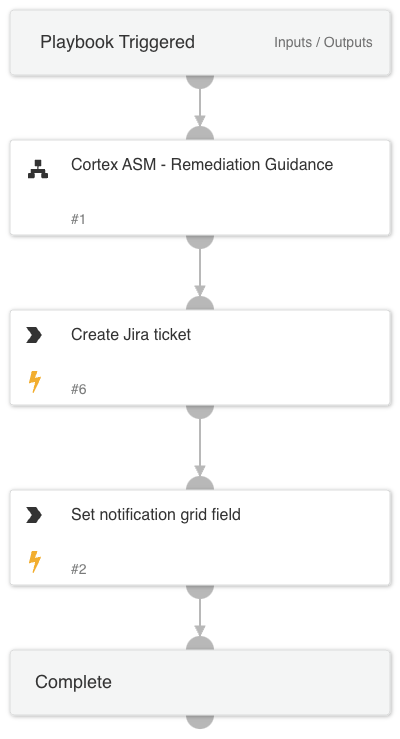 Playbook Triggered Inputs / Outputs
Cortex ASM - Remediation Guidance
#1
Create Jira ticket
#6
Set notification grid field
#2
Complete